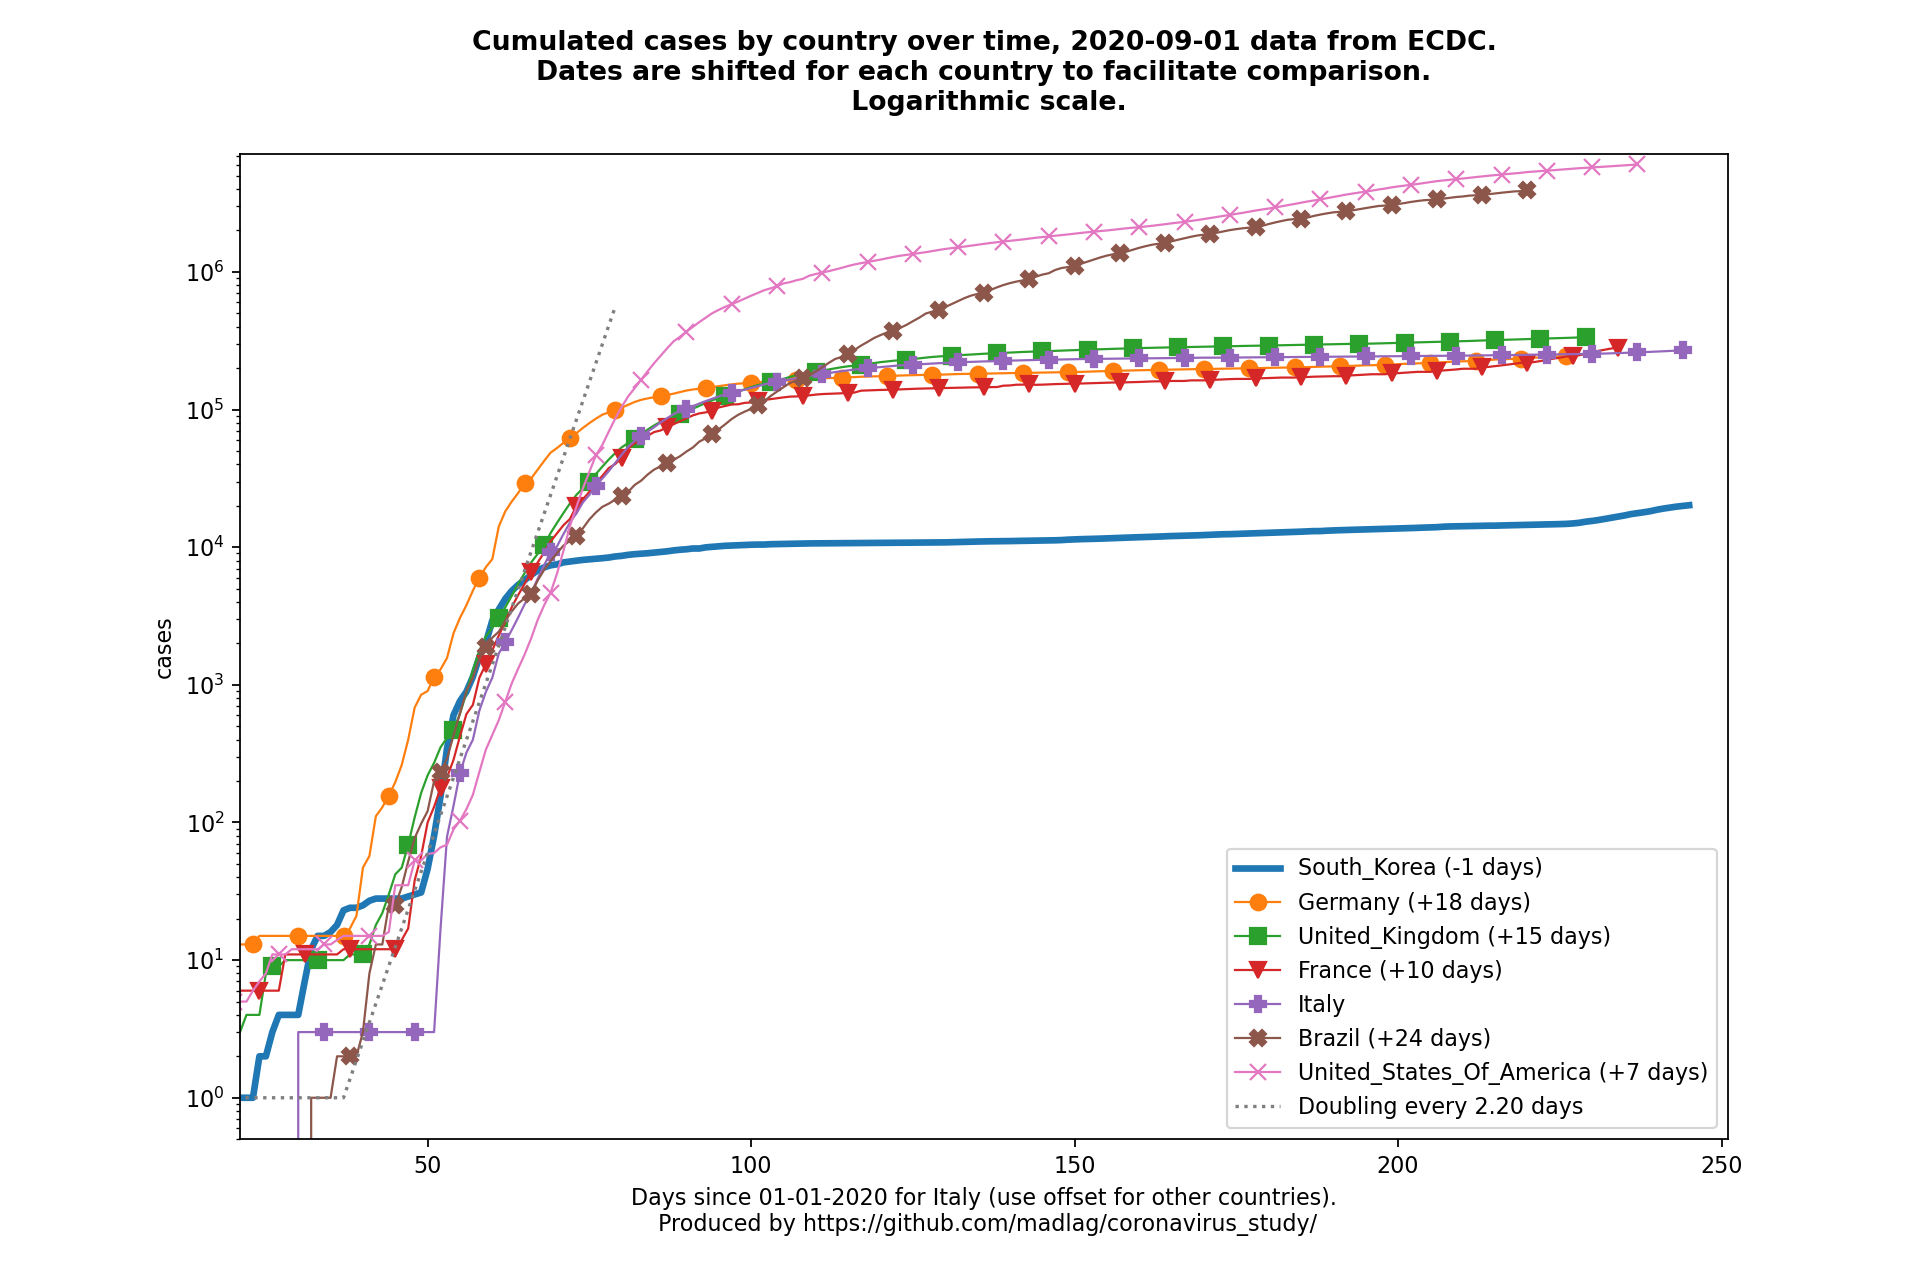 Cumulated cases by country over time, 2020-09-01 data from ECDC.
Dates are shifted for each country to facilitate comparison.
Logarithmic scale.
10^6
10^5
10^4
10^3
10^2
10^1
10^0
cases
South_Korea (-1 days)
Germany (+18 days)
United_Kingdom (+15 days)
France (+10 days)
Italy
Brazil (+24 days)
United_States_Of_America (+7 days)
Doubling every 2.20 days
50 100 150 200 250
Days since 01-01-2020 for Italy (use offset for other countries).
Produced by https://github.com/madlag/coronavirus_study/